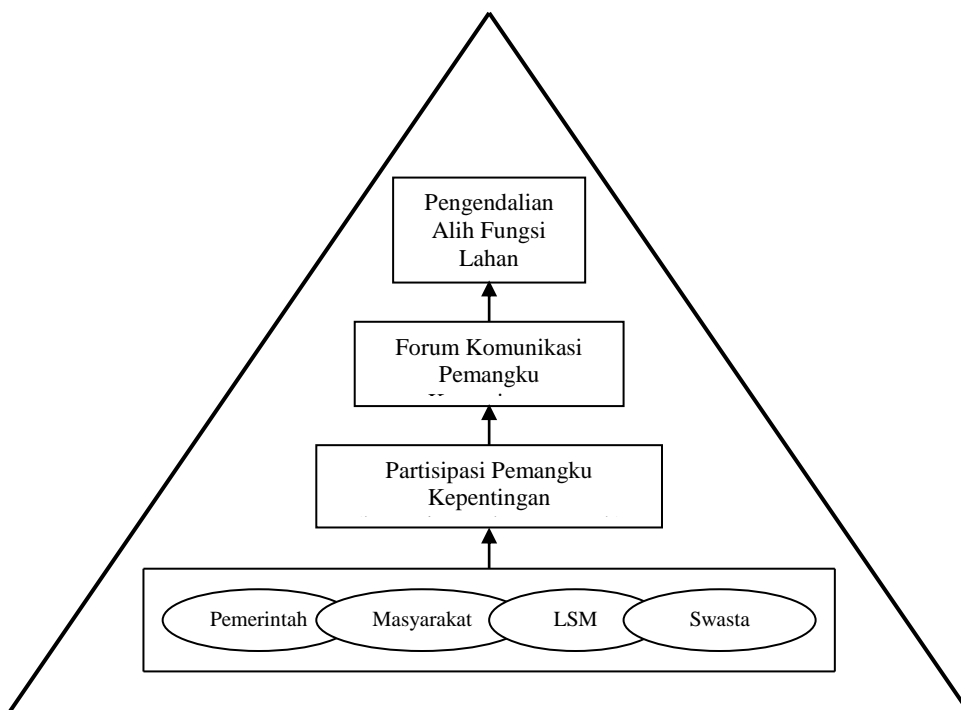 Pengendalian
Alih Fungsi
Lahan
Forum Komunikasi
Pemangku
Partisipasi Pemangku
Kepentingan
Pemerintah Masyarakat LSM Swasta